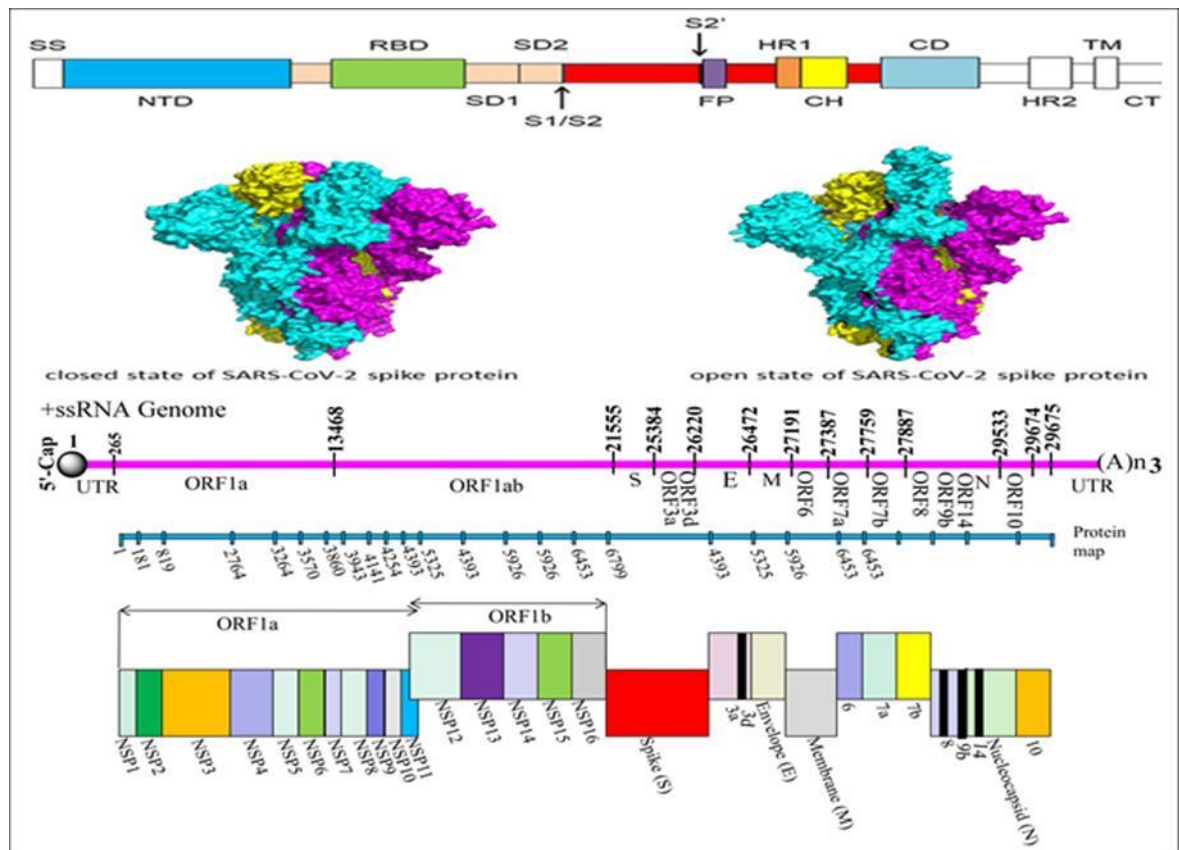 S2'
SS RBD SD2 HR1 CD TM
NTD SD1 FP CH HR2 CT
S1/S2
closed state of SARS-CoV-2 spike protein
open state of SARS-CoV-2 spike protein
+ssRNA Genome
5'-Cap 1 265 13468 21555 25384 26220 26472 27191 27387 27759 27887 29533 29674 29675 (A)n 3
UTR ORF1a ORF1ab S ORF3a ORF3d E M ORF6 ORF7a ORF7b ORF8 ORF9b ORF14 N ORF10 UTR
Protein
map
1 181 819 2764 3264 3570 3860 3943 4141 4254 4393 5325 4393 5926 5926 6453 6799 4393 5325 5926 6453 6453
ORF1a ORF1b
NSP1 NSP2 NSP3 NSP4 NSP5 NSP6 NSP7 NSP8 NSP9 NSP10 NSP11 NSP12 NSP13 NSP14 NSP15 NSP16 Spike (S) 3a 3d Envelope (E) Membrane (M) 6 7a 7b 8 9b 14 Nucleocapsid (N) 10